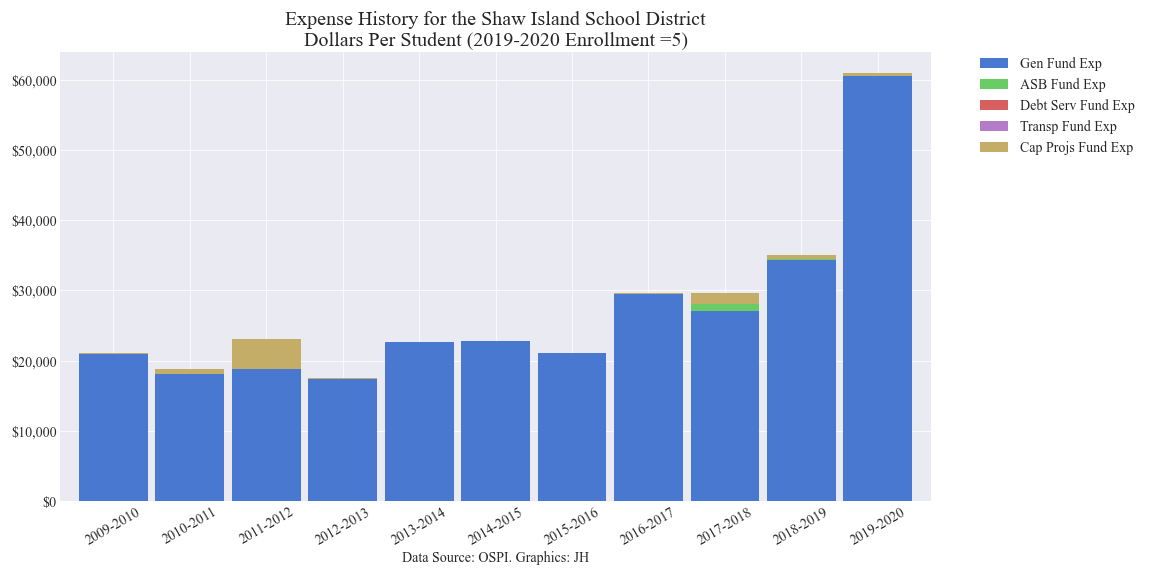 Expense History for the Shaw Island School District
Dollars Per Student (2019-2020 Enrollment =5)
$60,000
$50,000
$40,000
$30,000
$20,000
$10,000
$0
2009-2010
2010-2011
2011-2012
2012-2013
2013-2014
2014-2015
2015-2016
2016-2017
2017-2018
2018-2019
2019-2020
Data Source: OSPI. Graphics: JH
Gen Fund Exp
ASB Fund Exp
Debt Serv Fund Exp
Transp Fund Exp
Cap Projs Fund Exp